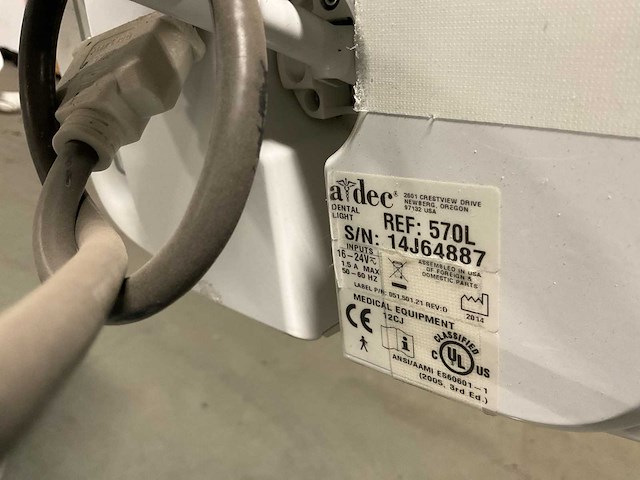 a dec®
2601 CRESTVIEW DRIVE
NEWBERG, OREGON
97132 USA
DENTAL
LIGHT
REF: 570L
S/N: 14J64887
INPUTS
16-24V
1.5 A MAX
50-60 HZ
ASSEMBLED IN USA
OF FOREIGN &
DOMESTIC PARTS
LABEL P/N: 051.501.21 REV:D
2014
MEDICAL EQUIPMENT
12CJ
CE
CLASSIFIED
C UL US
ANSI/AAMI ES60601-1
(2005, 3rd Ed.)